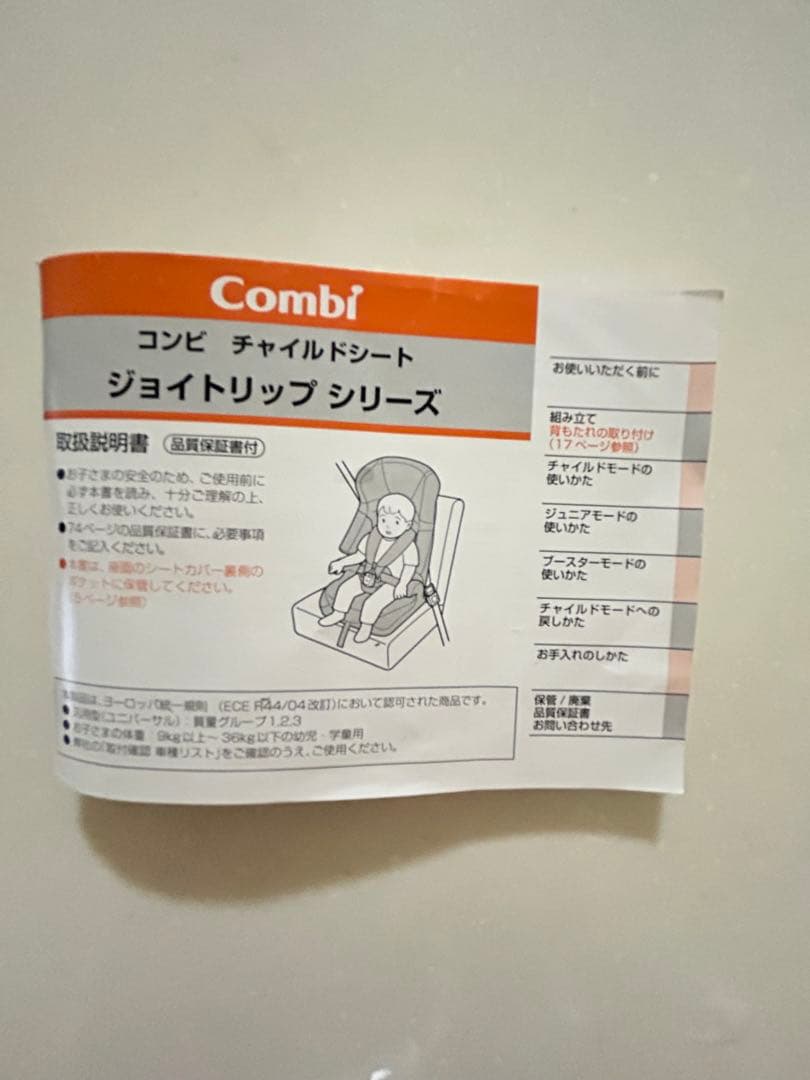 Combi
コンビ チャイルドシート
ジョイトリップ シリーズ
取扱説明書 品質保証書付
●お子さまの安全のため、ご使用前に
必ず本書を読み、十分ご理解の上、
正しくお使いください。
●74ページの品質保証書に、必要事項
をご記入ください。
●本書は、座面のシートカバー裏側の
ポケットに保管してください。
(5ページ参照)
本製品は、ヨーロッパ統一規則 (ECE R44/04改訂)において認可された商品です。
●汎用型(ユニバーサル):質量グループ1,2,3
●お子さまの体重 9kg以上～36kg以下の幼児・学童用
●弊社の「取付確認 車種リスト」をご確認のうえ、ご使用ください。
お使いいただく前に
組み立て
背もたれの取り付け
(17ページ参照)
チャイルドモードの
使いかた
ジュニアモードの
使いかた
ブースターモードの
使いかた
チャイルドモードへの
戻しかた
お手入れのしかた
保管/廃棄
品質保証書
お問い合わせ先